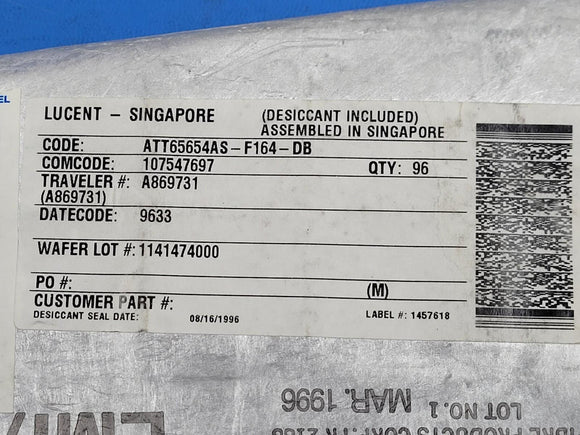 EL
LUCENT - SINGAPORE (DESICCANT INCLUDED)
ASSEMBLED IN SINGAPORE
CODE: ATT65654AS-F164-DB
COMCODE: 107547697 QTY: 96
TRAVELER #: A869731
(A869731)
DATECODE: 9633
WAFER LOT #: 1141474000
PO #: (M)
CUSTOMER PART #:
DESICCANT SEAL DATE: 08/16/1996 LABEL #: 1457618
LOT NO. 1 MAR. 1996